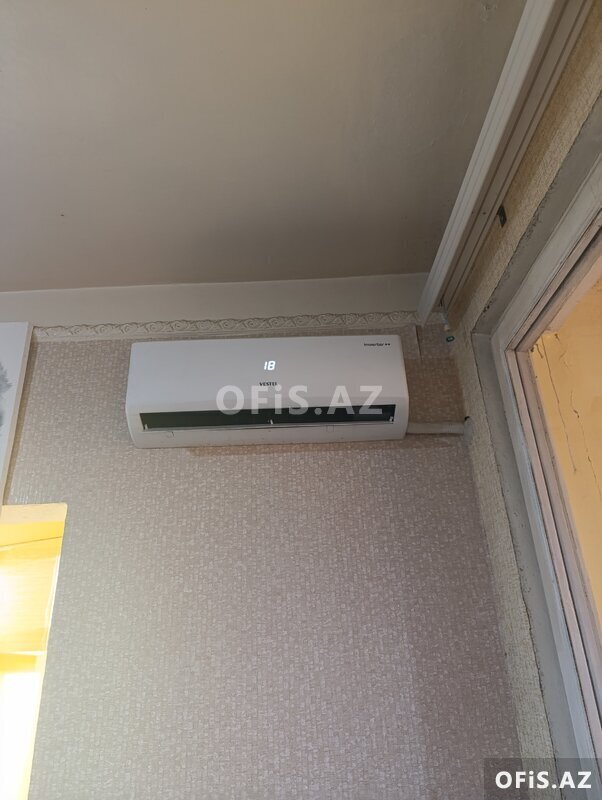 Inverter++
18
VESTEL
OFiS.AZ
OFiS.AZ